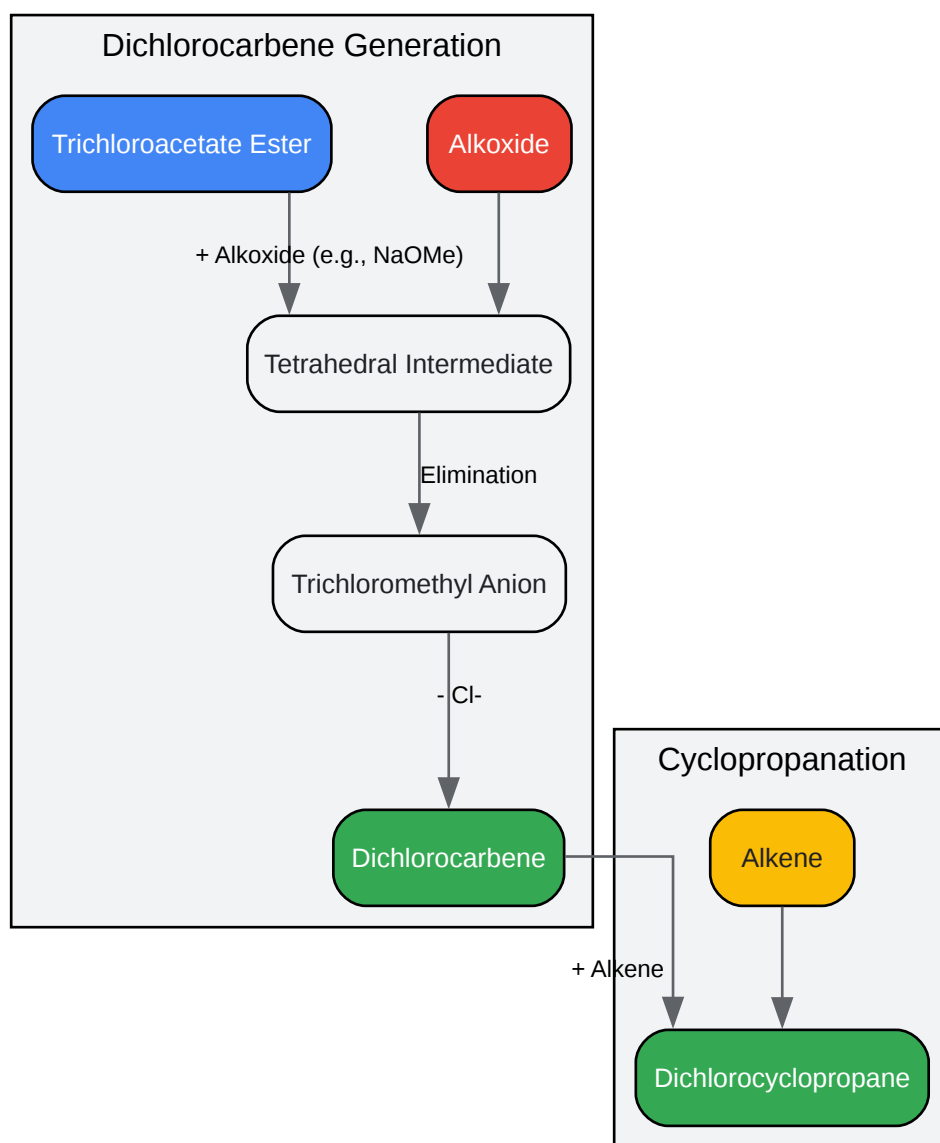 Dichlorocarbene Generation
Trichloroacetate Ester
Alkoxide
+ Alkoxide (e.g., NaOMe)
Tetrahedral Intermediate
Elimination
Trichloromethyl Anion
- Cl-
Cyclopropanation
Dichlorocarbene
Alkene
+ Alkene
Dichlorocyclopropane